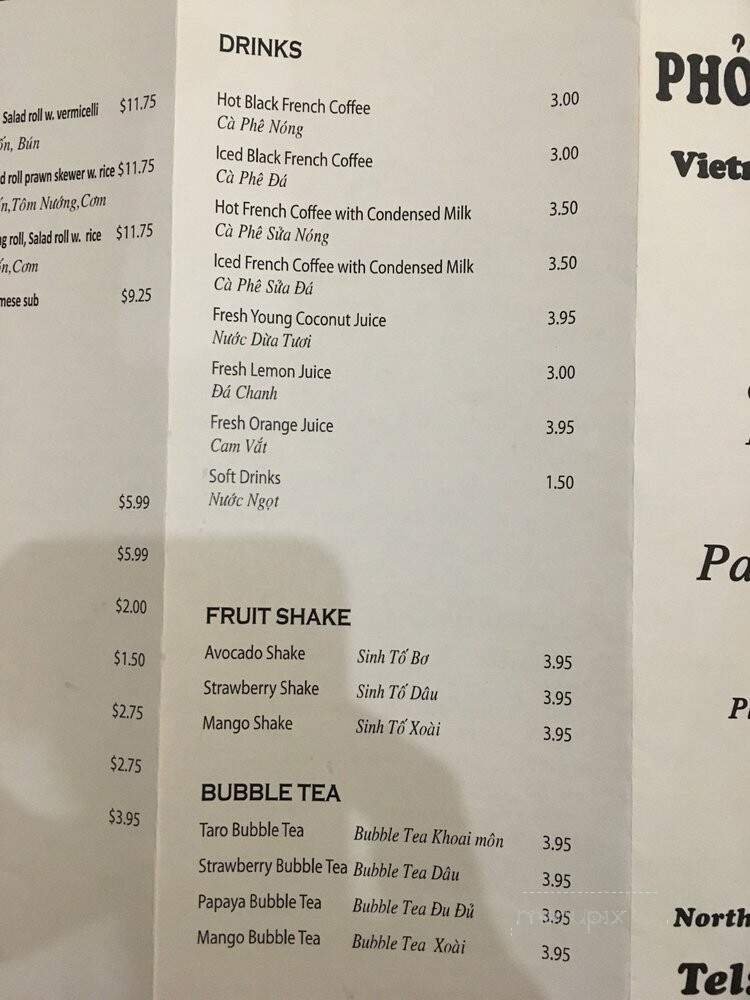 Salad roll w. vermicelli $11.75
Bún
roll prawn skewer w. rice $11.75
Tôm Nướng,Cơm
roll, Salad roll w. rice $11.75
Cơm
sub $9.25
$5.99
$5.99
$2.00
$1.50
$2.75
$2.75
$3.95
DRINKS
Hot Black French Coffee 3.00
Cà Phê Nóng
Iced Black French Coffee 3.00
Cà Phê Đá
Hot French Coffee with Condensed Milk 3.50
Cà Phê Sữa Nóng
Iced French Coffee with Condensed Milk 3.50
Cà Phê Sữa Đá
Fresh Young Coconut Juice 3.95
Nước Dừa Tươi
Fresh Lemon Juice 3.00
Đá Chanh
Fresh Orange Juice 3.95
Cam Vắt
Soft Drinks 1.50
Nước Ngọt
FRUIT SHAKE
Avocado Shake Sinh Tố Bơ 3.95
Strawberry Shake Sinh Tố Dâu 3.95
Mango Shake Sinh Tố Xoài 3.95
BUBBLE TEA
Taro Bubble Tea Bubble Tea Khoai môn 3.95
Strawberry Bubble Tea Bubble Tea Dâu 3.95
Papaya Bubble Tea Bubble Tea Đu Đủ 3.95
Mango Bubble Tea Bubble Tea Xoài 3.95
PHỞ
Vietn
Pa
North
Tel: